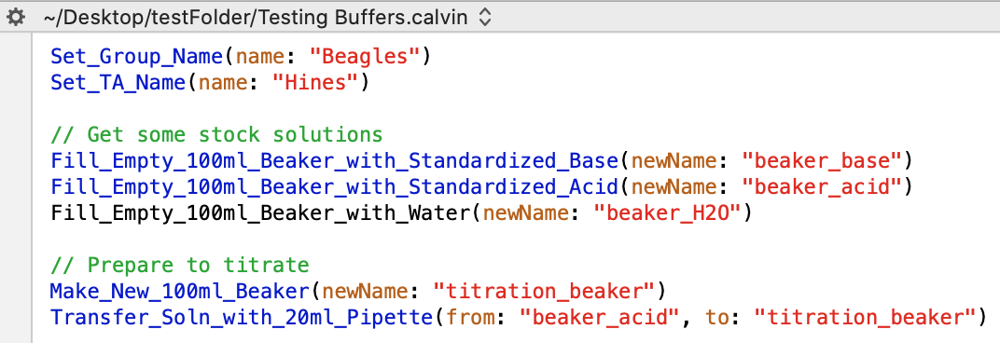 ~/Desktop/testFolder/Testing Buffers.calvin
Set_Group_Name(name: "Beagles")
Set_TA_Name(name: "Hines")
// Get some stock solutions
Fill_Empty_100ml_Beaker_with_Standardized_Base(newName: "beaker_base")
Fill_Empty_100ml_Beaker_with_Standardized_Acid(newName: "beaker_acid")
Fill_Empty_100ml_Beaker_with_Water(newName: "beaker_H2O")
// Prepare to titrate
Make_New_100ml_Beaker(newName: "titration_beaker")
Transfer_Soln_with_20ml_Pipette(from: "beaker_acid", to: "titration_beaker")